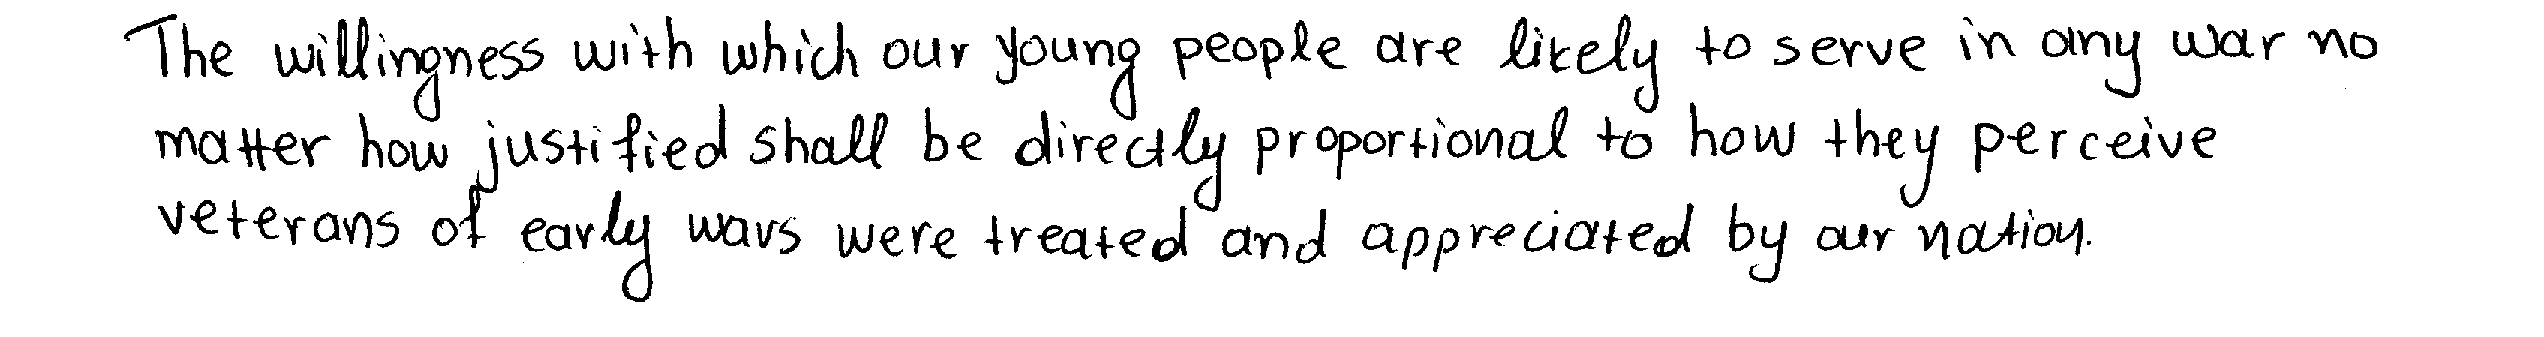 The willingness with which our young people are likely to serve in any war no
matter how justified shall be directly proportional to how they perceive
veterans of early wars were treated and appreciated by our nation.